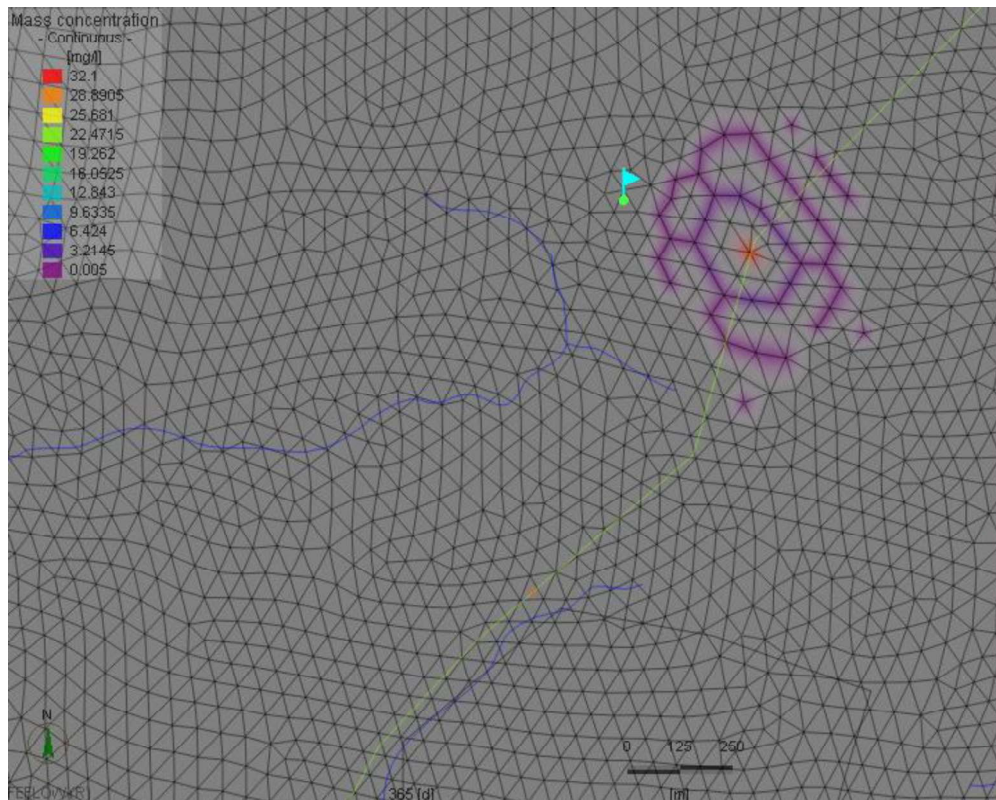 Mass concentration
- Continuous -
[mg/l]
32.1
28.8905
25.681
22.4715
19.262
16.0525
12.843
9.6335
6.424
3.2145
0.005
N
0 125 250
365 [d]
[m]